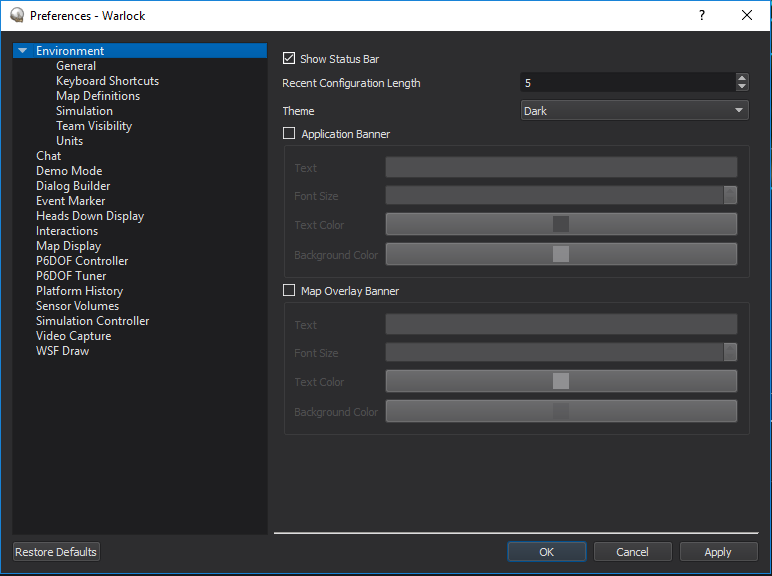 Preferences - Warlock
?
Environment
General
Keyboard Shortcuts
Map Definitions
Simulation
Team Visibility
Units
Chat
Demo Mode
Dialog Builder
Event Marker
Heads Down Display
Interactions
Map Display
P6DOF Controller
P6DOF Tuner
Platform History
Sensor Volumes
Simulation Controller
Video Capture
WSF Draw
Show Status Bar
Recent Configuration Length 5
Theme Dark
Application Banner
Text
Font Size
Text Color
Background Color
Map Overlay Banner
Text
Font Size
Text Color
Background Color
Restore Defaults OK Cancel Apply